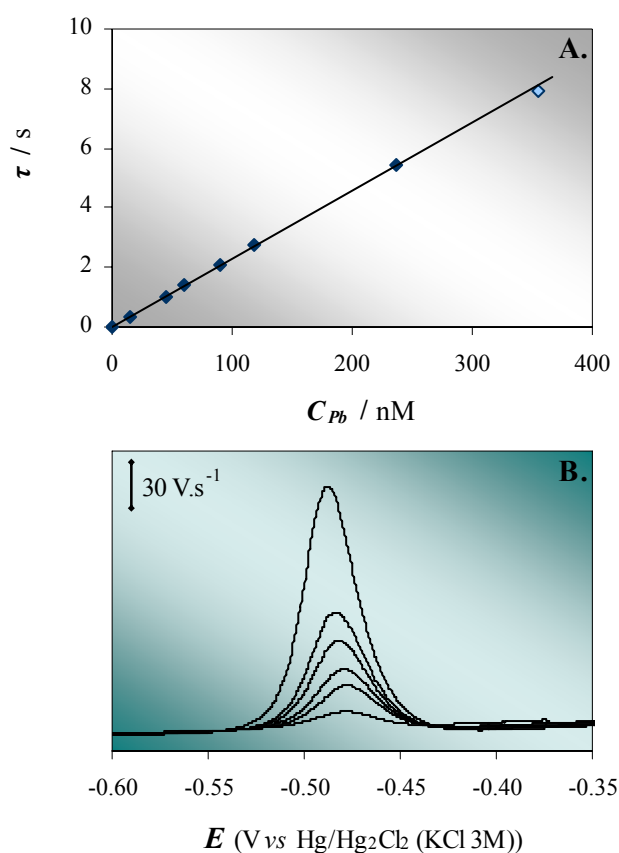 A.
10
8
6
4
2
0
τ / s
0 100 200 300 400
C_Pb / nM
B.
30 V.s⁻¹
-0.60 -0.55 -0.50 -0.45 -0.40 -0.35
E (V vs Hg/Hg₂Cl₂ (KCl 3M))